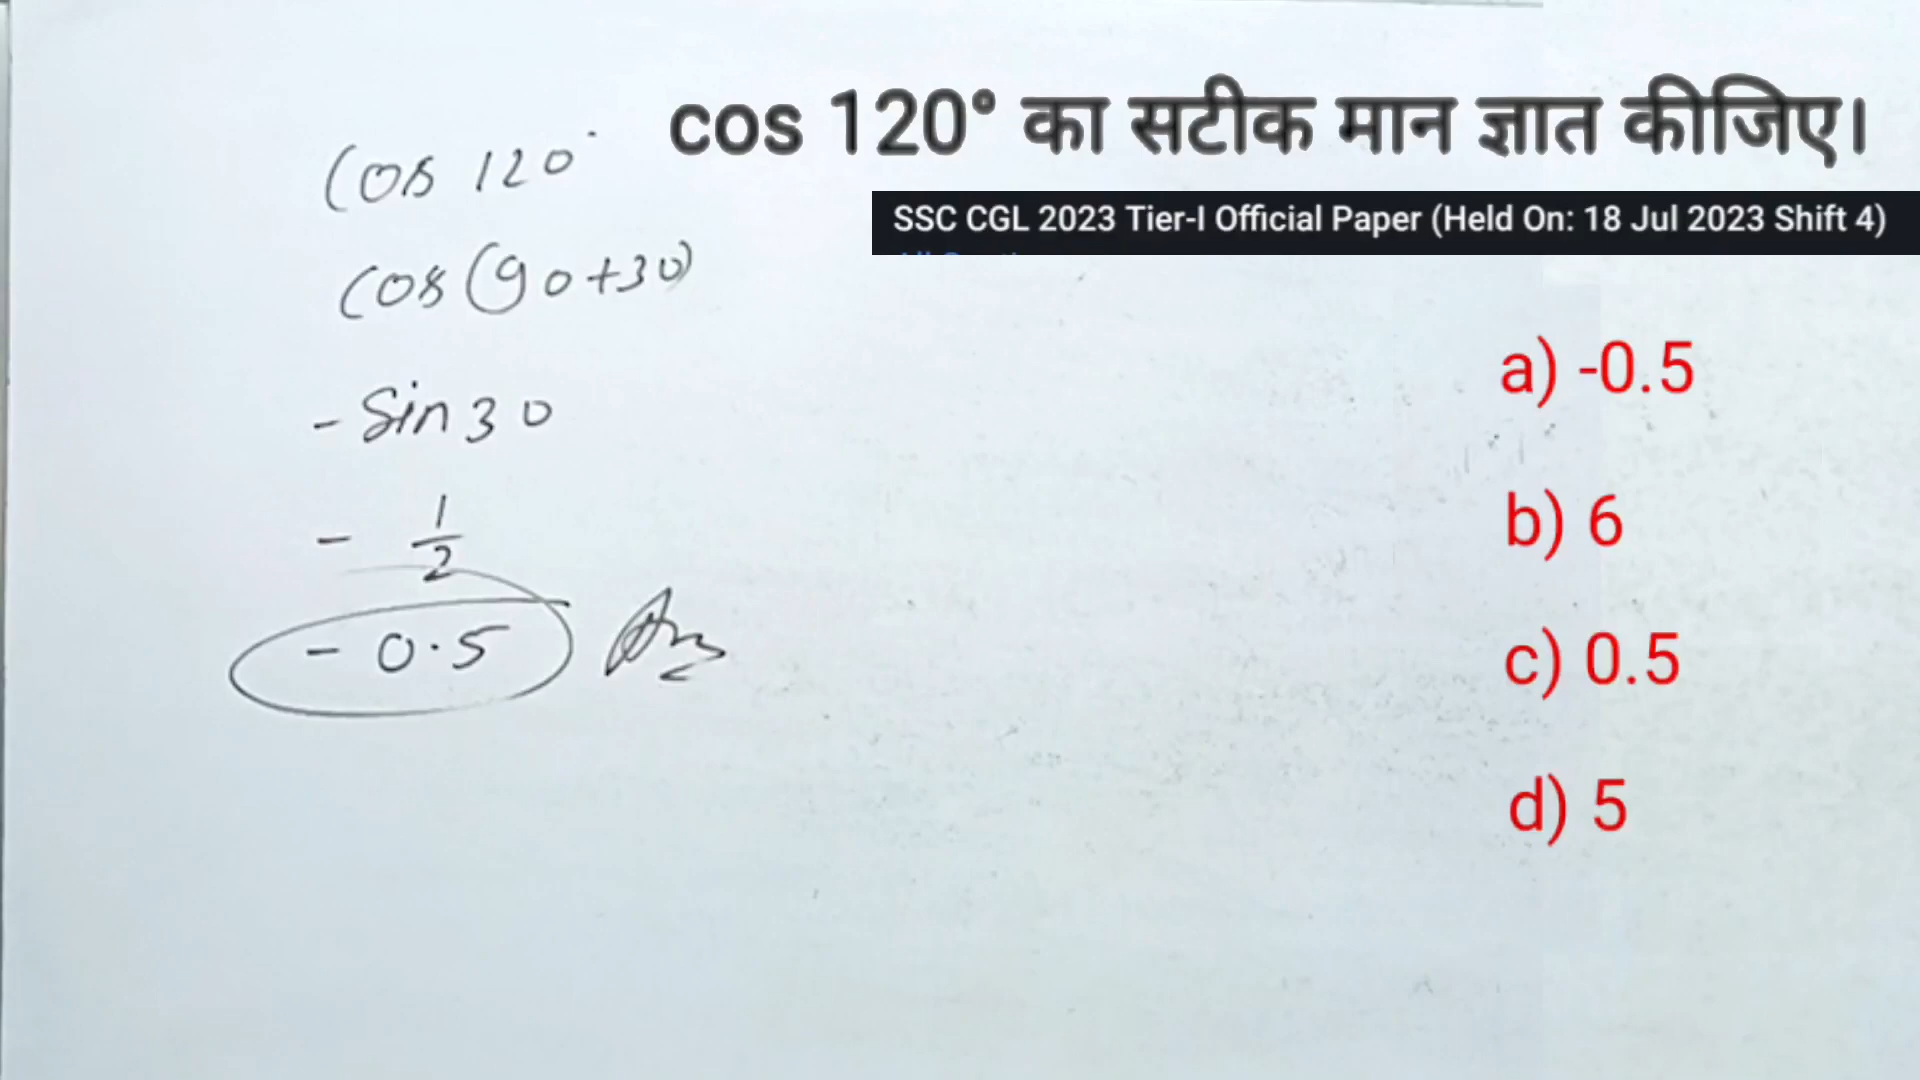 cos 120° का सटीक मान ज्ञात कीजिए।
SSC CGL 2023 Tier-I Official Paper (Held On: 18 Jul 2023 Shift 4)
cos 120°
cos (90+30)
- Sin 30
- 1/2
- 0.5 Ans
a) -0.5
b) 6
c) 0.5
d) 5